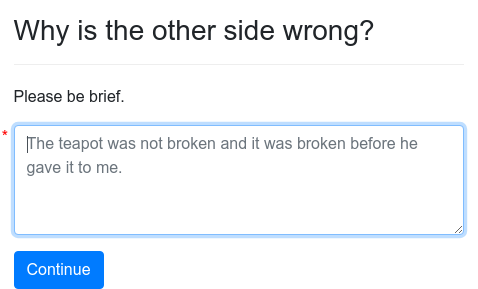 Why is the other side wrong?
Please be brief.
*
The teapot was not broken and it was broken before he
gave it to me.
Continue